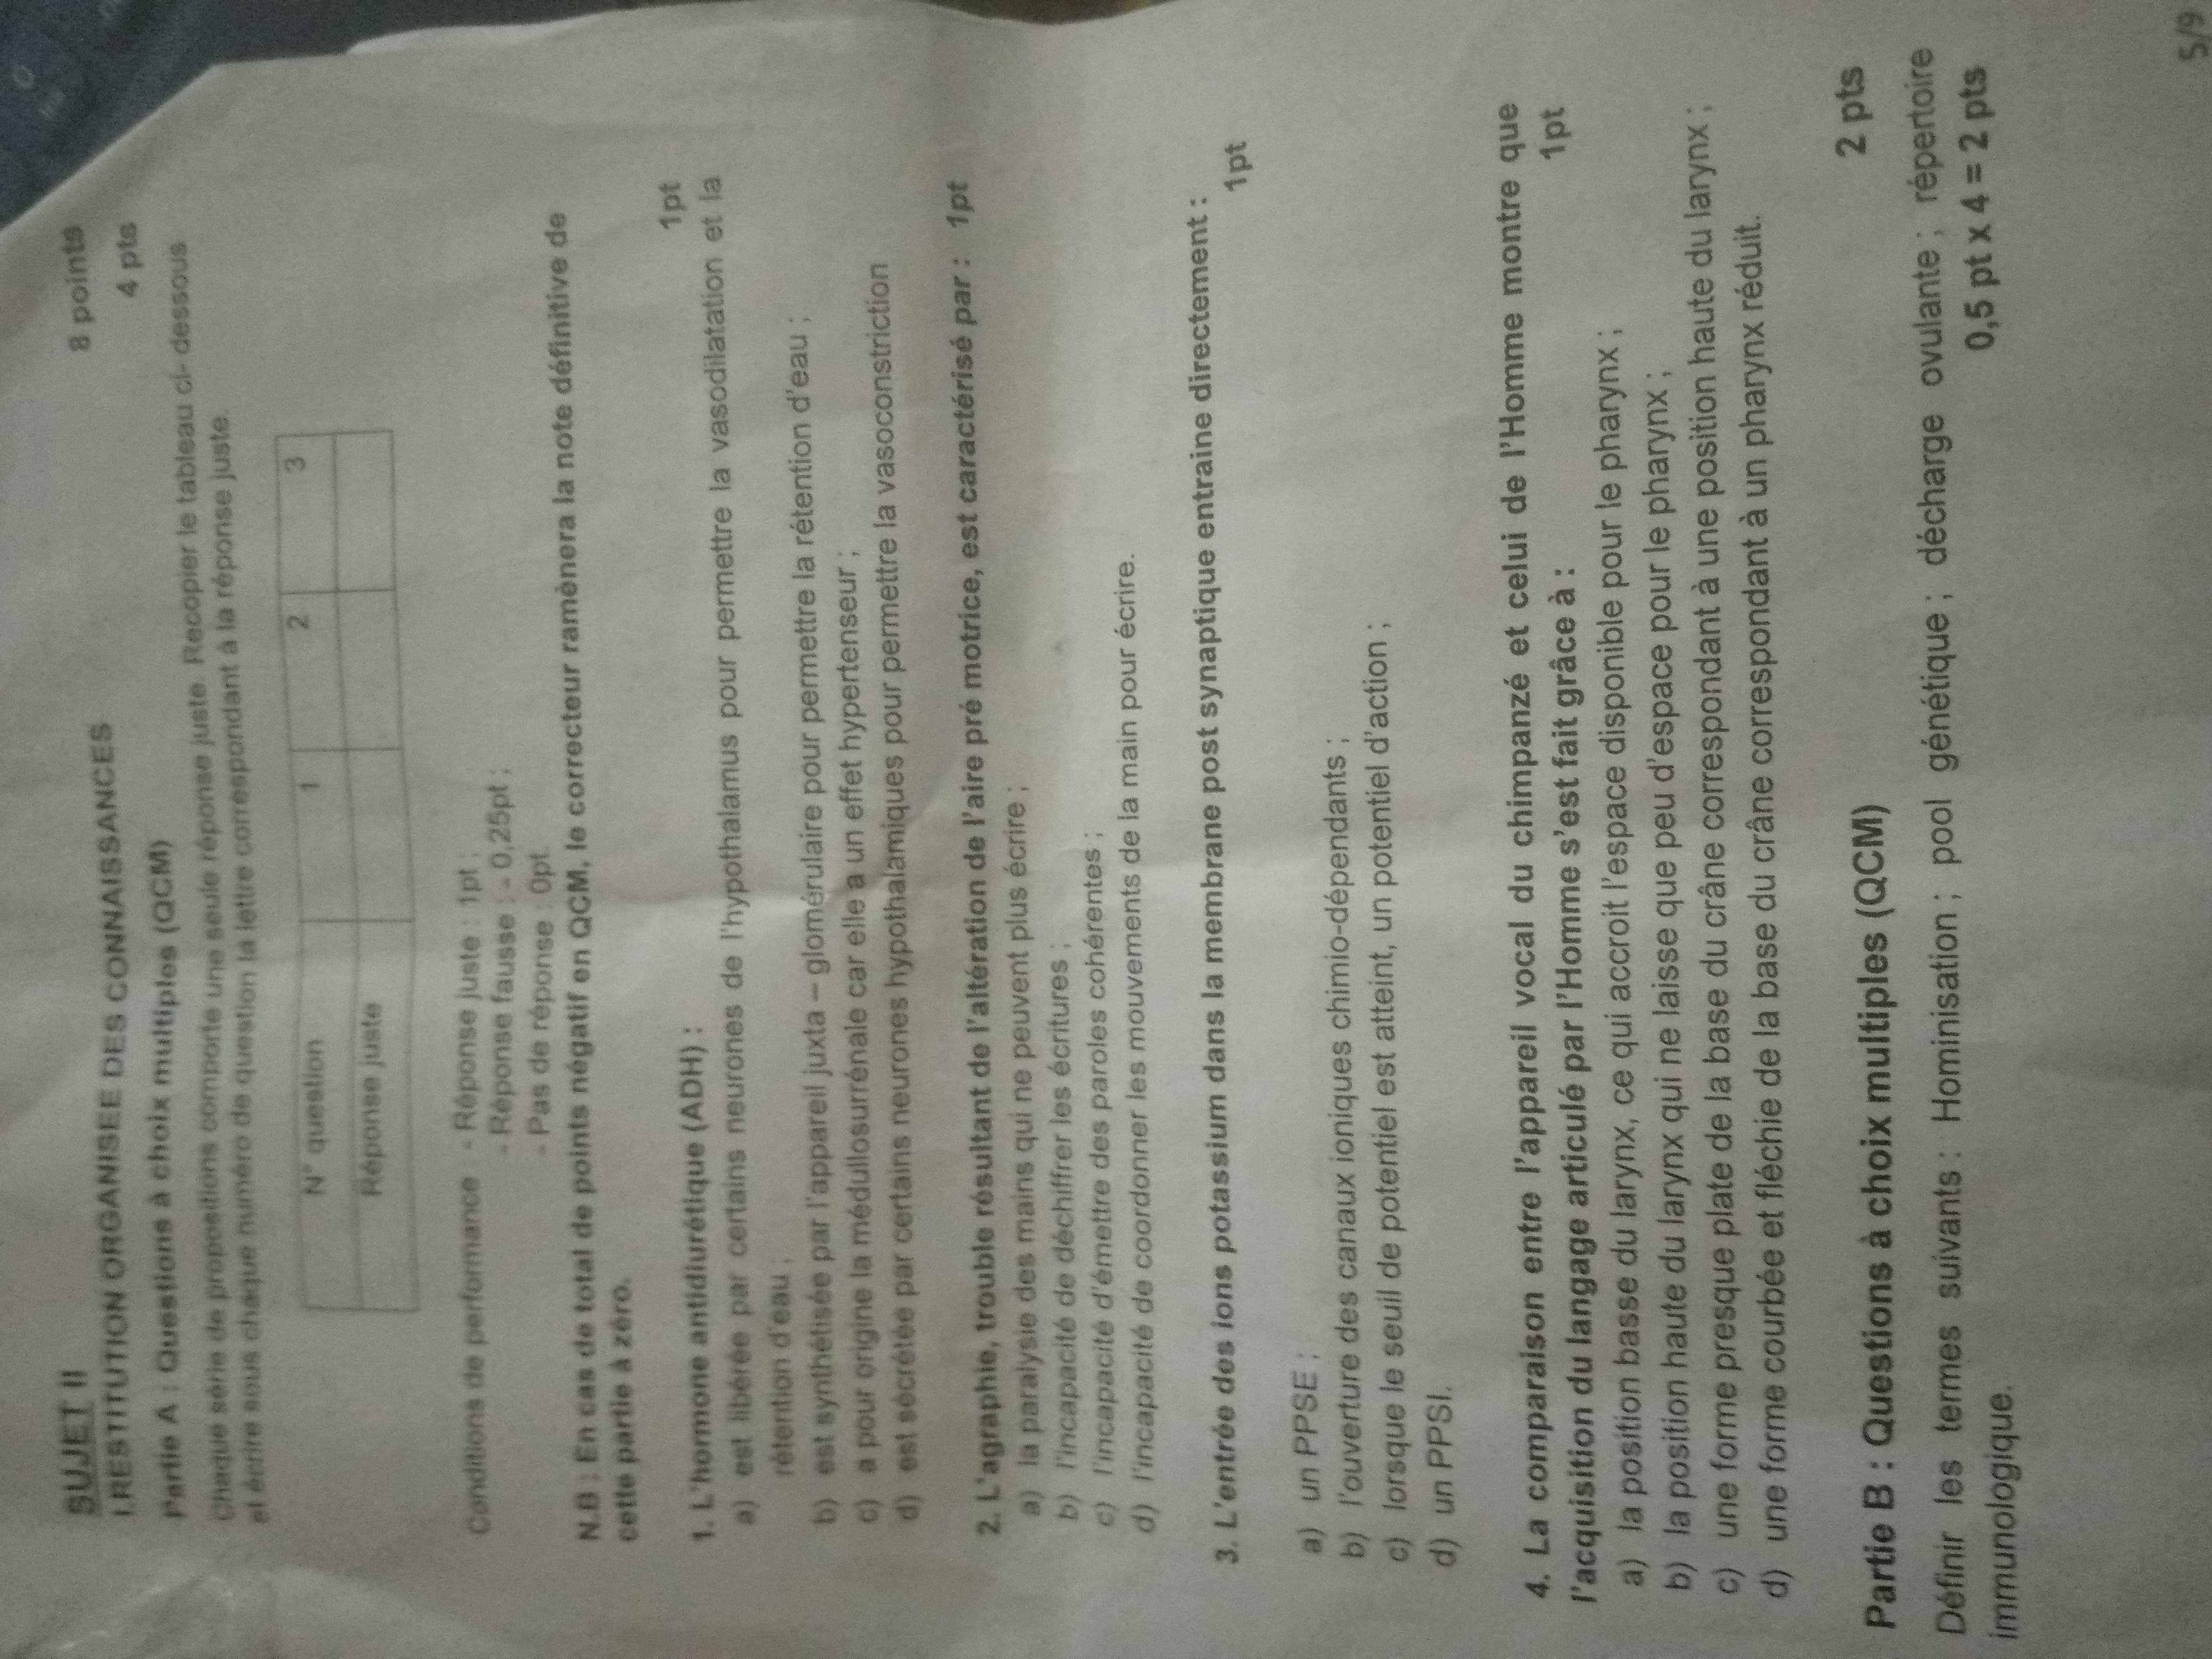 SUJET II
I.RESTITUTION ORGANISEE DES CONNAISSANCES 8 points
Partie A : Questions à choix multiples (QCM) 4 pts
Chaque série de propositions comporte une seule réponse juste. Recopier le tableau ci- dessous
et écrire sous chaque numéro de question la lettre correspondant à la réponse juste.
N° question 1 2 3
Réponse juste
Conditions de performance - Réponse juste : 1pt ;
- Réponse fausse : - 0,25pt ;
- Pas de réponse : 0pt.
N.B : En cas de total de points négatif en QCM, le correcteur ramènera la note définitive de
cette partie à zéro.
1. L'hormone antidiurétique (ADH) : 1pt
a) est libérée par certains neurones de l'hypothalamus pour permettre la vasodilatation et la
rétention d'eau ;
b) est synthétisée par l'appareil juxta – glomérulaire pour permettre la rétention d'eau ;
c) a pour origine la médullosurrénale car elle a un effet hypertenseur ;
d) est sécrétée par certains neurones hypothalamiques pour permettre la vasoconstriction
2. L'agraphie, trouble résultant de l'altération de l'aire pré motrice, est caractérisé par : 1pt
a) la paralysie des mains qui ne peuvent plus écrire ;
b) l'incapacité de déchiffrer les écritures ;
c) l'incapacité d'émettre des paroles cohérentes ;
d) l'incapacité de coordonner les mouvements de la main pour écrire.
3. L'entrée des ions potassium dans la membrane post synaptique entraine directement :
1pt
a) un PPSE ;
b) l'ouverture des canaux ioniques chimio-dépendants ;
c) lorsque le seuil de potentiel est atteint, un potentiel d'action ;
d) un PPSI.
4. La comparaison entre l'appareil vocal du chimpanzé et celui de l'Homme montre que
l'acquisition du langage articulé par l'Homme s'est fait grâce à : 1pt
a) la position basse du larynx, ce qui accroit l'espace disponible pour le pharynx ;
b) la position haute du larynx qui ne laisse que peu d'espace pour le pharynx ;
c) une forme presque plate de la base du crâne correspondant à une position haute du larynx ;
d) une forme courbée et fléchie de la base du crâne correspondant à un pharynx réduit.
Partie B : Questions à choix multiples (QCM) 2 pts
Définir les termes suivants : Hominisation ; pool génétique ; décharge ovulante ; répertoire
immunologique. 0,5 pt x 4 = 2 pts
5/9